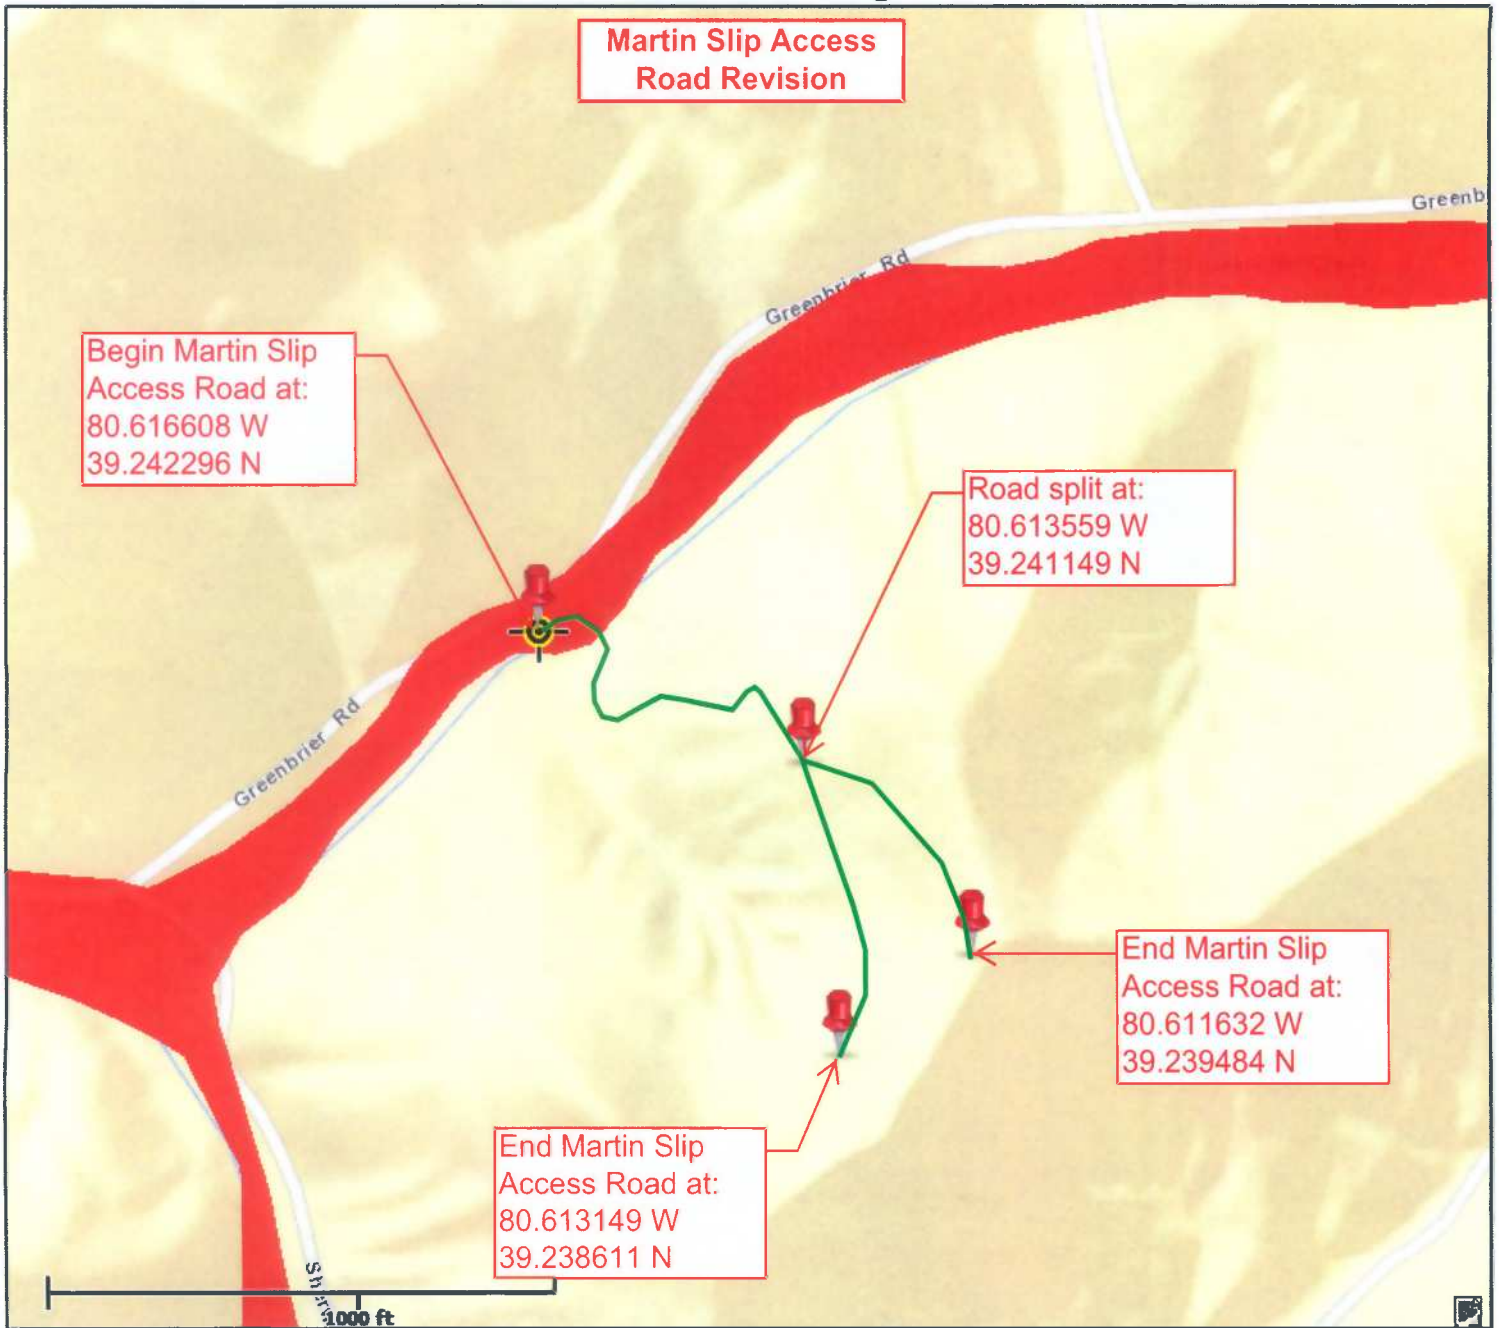 Martin Slip Access
Road Revision
Greenb
Greenbrier Rd
Begin Martin Slip
Access Road at:
80.616608 W
39.242296 N
Road split at:
80.613559 W
39.241149 N
Greenbrier Rd
End Martin Slip
Access Road at:
80.611632 W
39.239484 N
End Martin Slip
Access Road at:
80.613149 W
39.238611 N
1000 ft